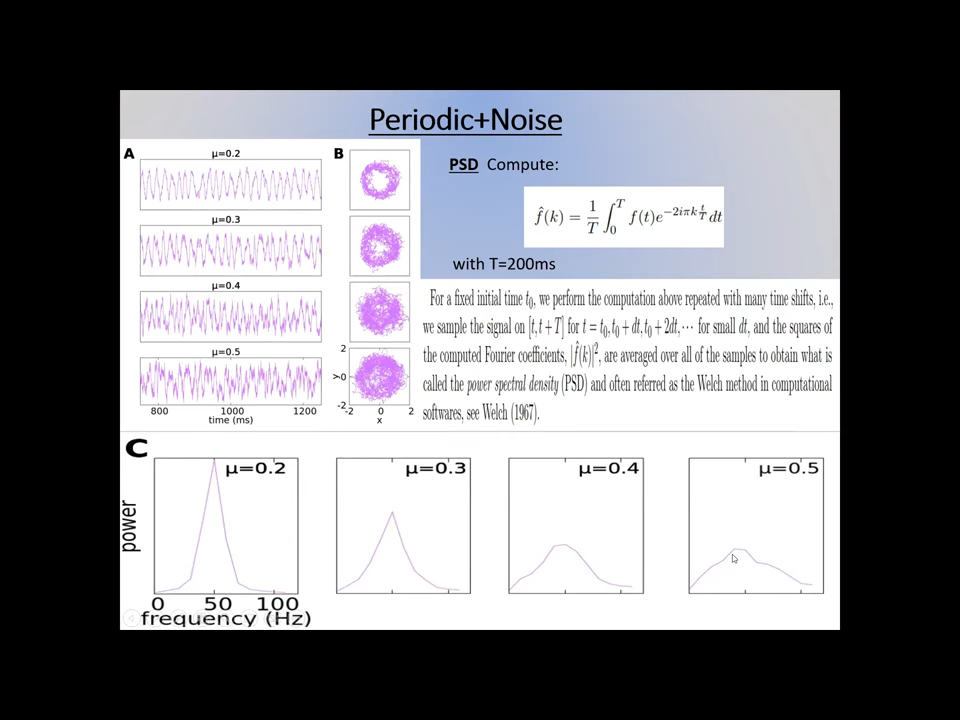 Periodic+Noise
A
μ=0.2
μ=0.3
μ=0.4
μ=0.5
800 1000 1200
time (ms)
B
2
y 0
-2
-2 0 2
x
PSD Compute:
f̂(k) = 1/T ∫₀ᵀ f(t)e^{-2iπk t/T} dt
with T=200ms
For a fixed initial time t₀, we perform the computation above repeated with many time shifts, i.e.,
we sample the signal on [t, t + T] for t = t₀, t₀ + dt, t₀ + 2dt, ⋯ for small dt, and the squares of
the computed Fourier coefficients, |f̂(k)|², are averaged over all of the samples to obtain what is
called the power spectral density (PSD) and often referred as the Welch method in computational
softwares, see Welch (1967).
C
power
μ=0.2
μ=0.3
μ=0.4
μ=0.5
0 50 100
frequency (Hz)